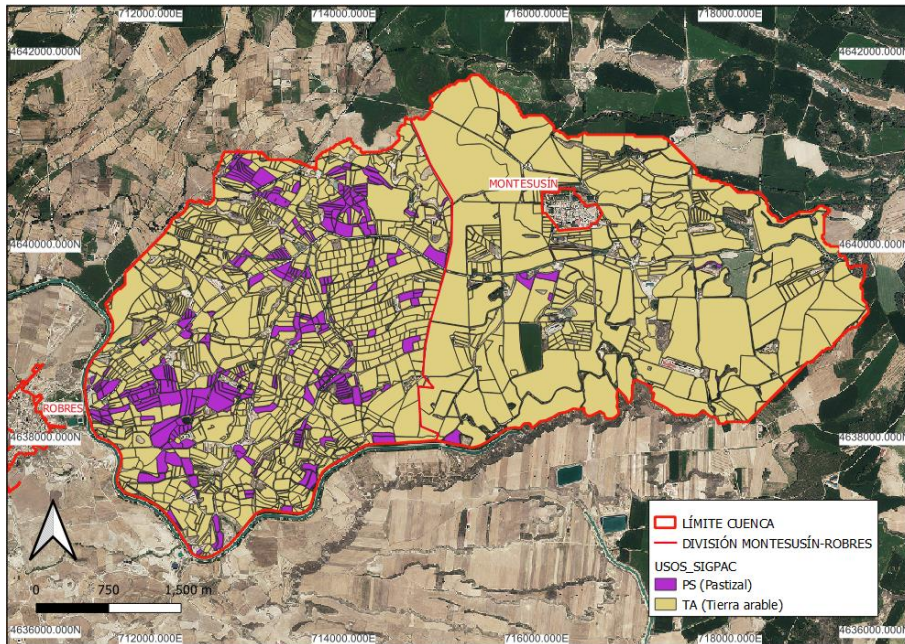 712000.000E 714000.000E 716000.000E 718000.000E
4642000.000N 4642000.000N
MONTESUSÍN
4640000.000N 4640000.000N
ROBRES
4638000.000N 4638000.000N
LÍMITE CUENCA
DIVISIÓN MONTESUSÍN-ROBRES
USOS_SIGPAC
PS (Pastizal)
TA (Tierra arable)
0 750 1.500 m
4636000.000N 4636000.000N
712000.000E 714000.000E 716000.000E 718000.000E